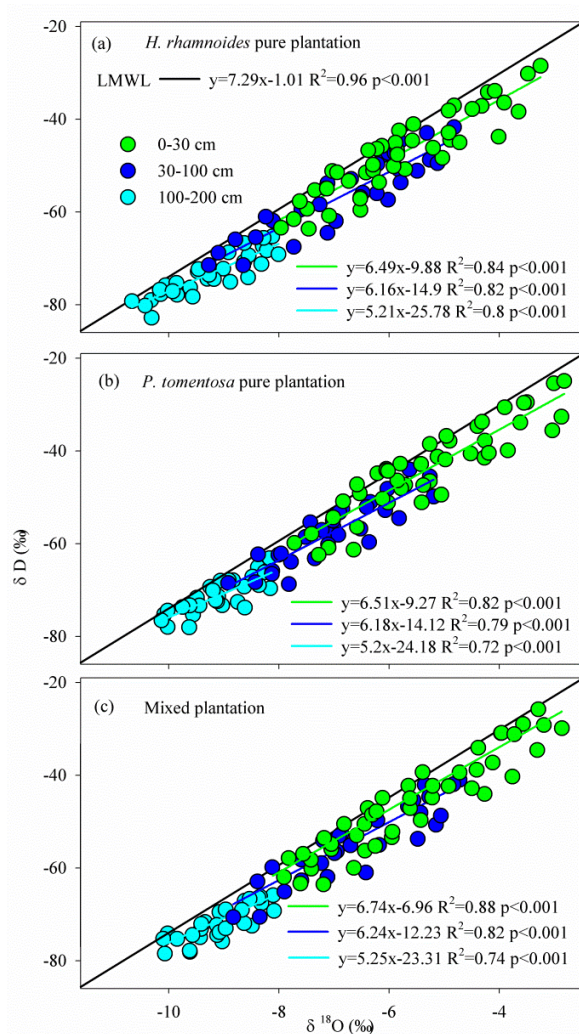 -20
(a) H. rhamnoides pure plantation
LMWL y=7.29x-1.01 R²=0.96 p<0.001
-40
0-30 cm
30-100 cm
-60
100-200 cm
y=6.49x-9.88 R²=0.84 p<0.001
y=6.16x-14.9 R²=0.82 p<0.001
-80
y=5.21x-25.78 R²=0.8 p<0.001
-20
(b) P. tomentosa pure plantation
-40
δ D (‰)
-60
y=6.51x-9.27 R²=0.82 p<0.001
y=6.18x-14.12 R²=0.79 p<0.001
-80
y=5.2x-24.18 R²=0.72 p<0.001
-20
(c) Mixed plantation
-40
-60
y=6.74x-6.96 R²=0.88 p<0.001
y=6.24x-12.23 R²=0.82 p<0.001
-80
y=5.25x-23.31 R²=0.74 p<0.001
-10 -8 -6 -4
δ ¹⁸O (‰)